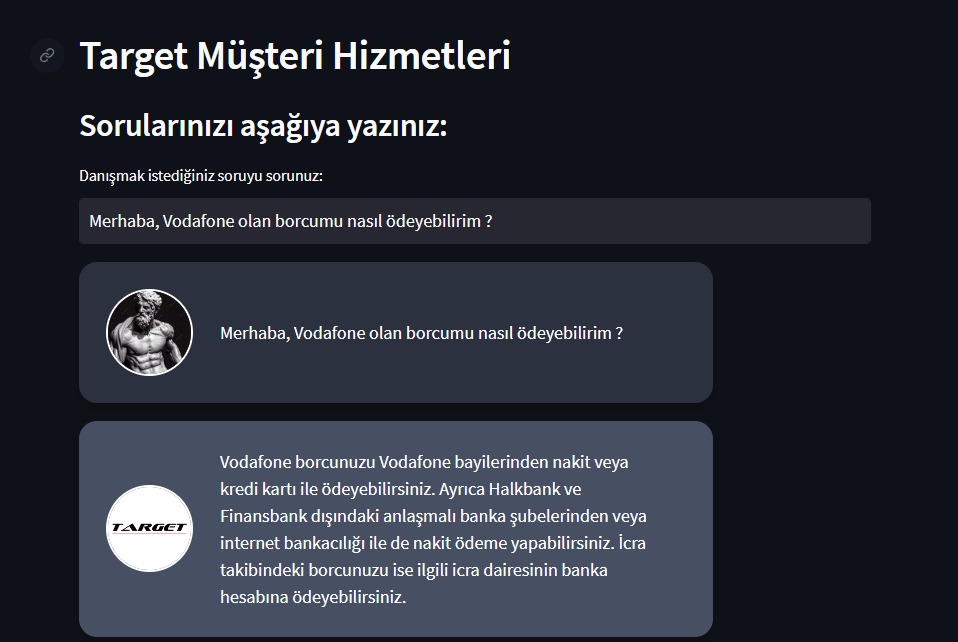 Target Müşteri Hizmetleri
Sorularınızı aşağıya yazınız:
Danışmak istediğiniz soruyu sorunuz:
Merhaba, Vodafone olan borcumu nasıl ödeyebilirim ?
Merhaba, Vodafone olan borcumu nasıl ödeyebilirim ?
TARGET
Vodafone borcunuzu Vodafone bayilerinden nakit veya
kredi kartı ile ödeyebilirsiniz. Ayrıca Halkbank ve
Finansbank dışındaki anlaşmalı banka şubelerinden veya
internet bankacılığı ile de nakit ödeme yapabilirsiniz. İcra
takibindeki borcunuzu ise ilgili icra dairesinin banka
hesabına ödeyebilirsiniz.